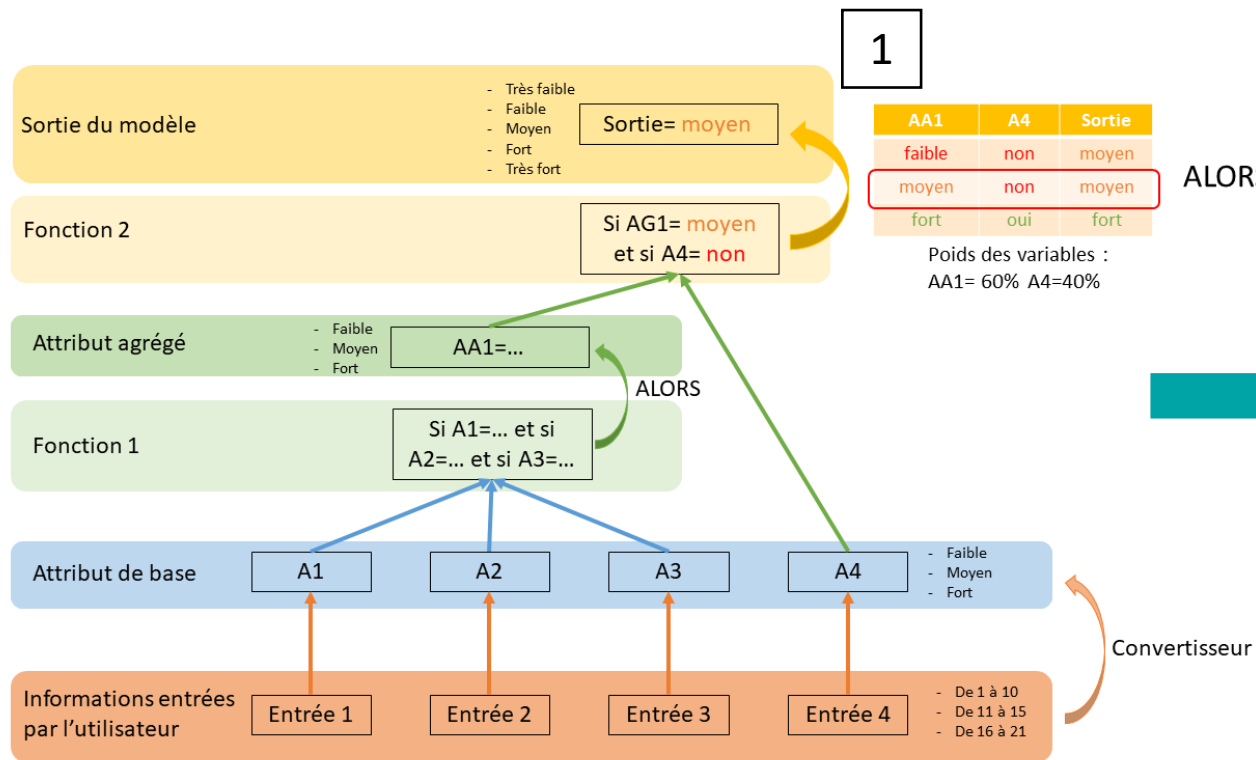 1
Sortie du modèle
- Très faible
- Faible
- Moyen
- Fort
- Très fort
Sortie= moyen
AA1 A4 Sortie
faible non moyen
moyen non moyen
fort oui fort
ALORS
Poids des variables :
AA1= 60% A4=40%
Fonction 2
Si AG1= moyen
et si A4= non
Attribut agrégé
- Faible
- Moyen
- Fort
AA1=...
ALORS
Fonction 1
Si A1=... et si
A2=... et si A3=...
Attribut de base
A1
A2
A3
A4
- Faible
- Moyen
- Fort
Convertisseur
Informations entrées
par l’utilisateur
Entrée 1
Entrée 2
Entrée 3
Entrée 4
- De 1 à 10
- De 11 à 15
- De 16 à 21